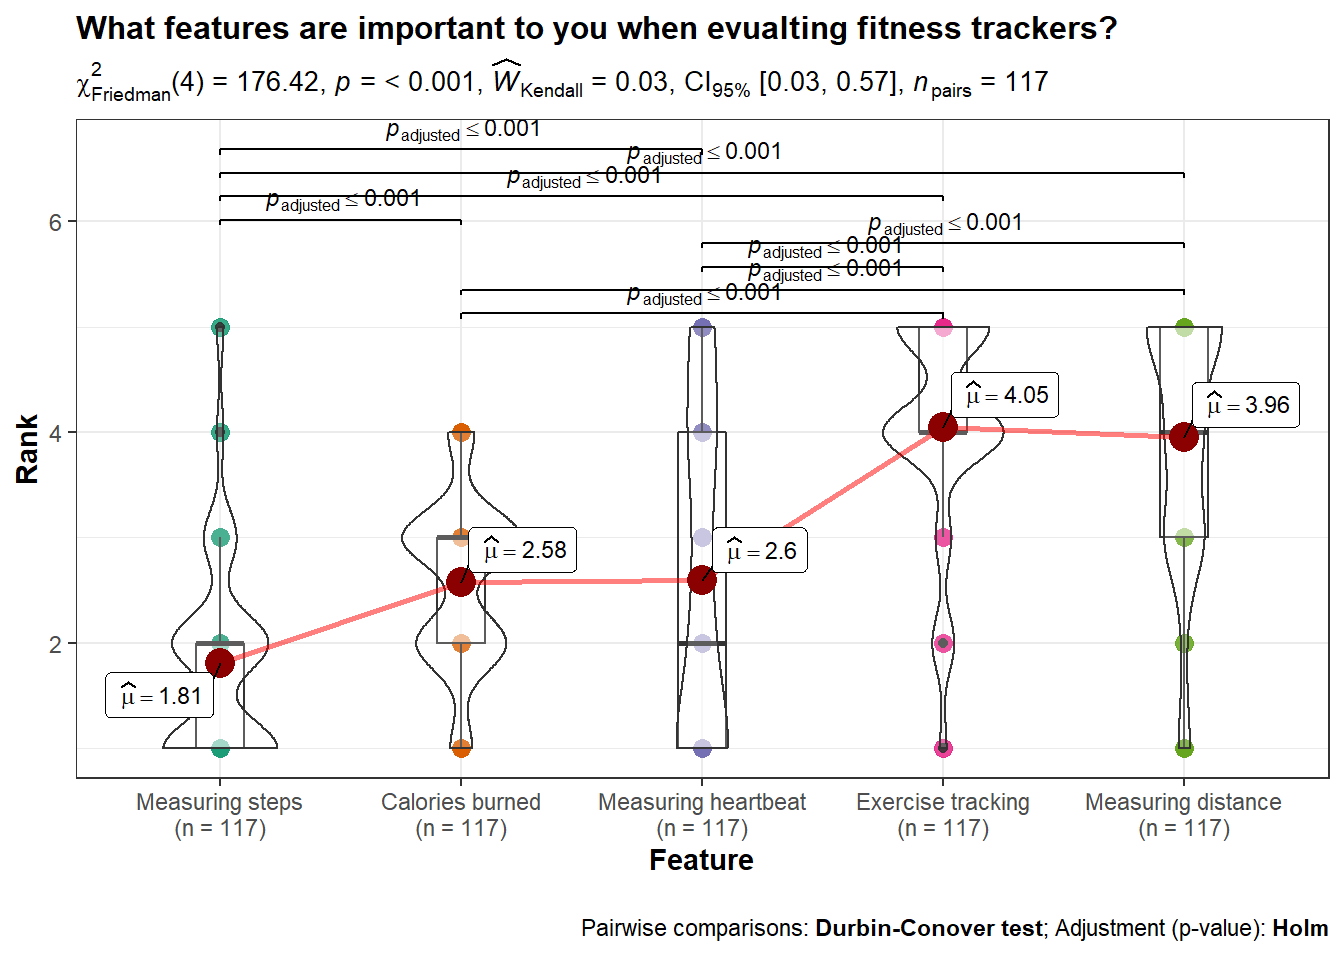 What features are important to you when evualting fitness trackers?
χ²Friedman(4) = 176.42, p = < 0.001, ŴKendall = 0.03, CI95% [0.03, 0.57], npairs = 117
padjusted ≤ 0.001
padjusted ≤ 0.001
padjusted ≤ 0.001
padjusted ≤ 0.001
padjusted ≤ 0.001
padjusted ≤ 0.001
padjusted ≤ 0.001
padjusted ≤ 0.001
6
4
2
Rank
μ̂ = 1.81
μ̂ = 2.58
μ̂ = 2.6
μ̂ = 4.05
μ̂ = 3.96
Measuring steps
(n = 117)
Calories burned
(n = 117)
Measuring heartbeat
(n = 117)
Exercise tracking
(n = 117)
Measuring distance
(n = 117)
Feature
Pairwise comparisons: Durbin-Conover test; Adjustment (p-value): Holm